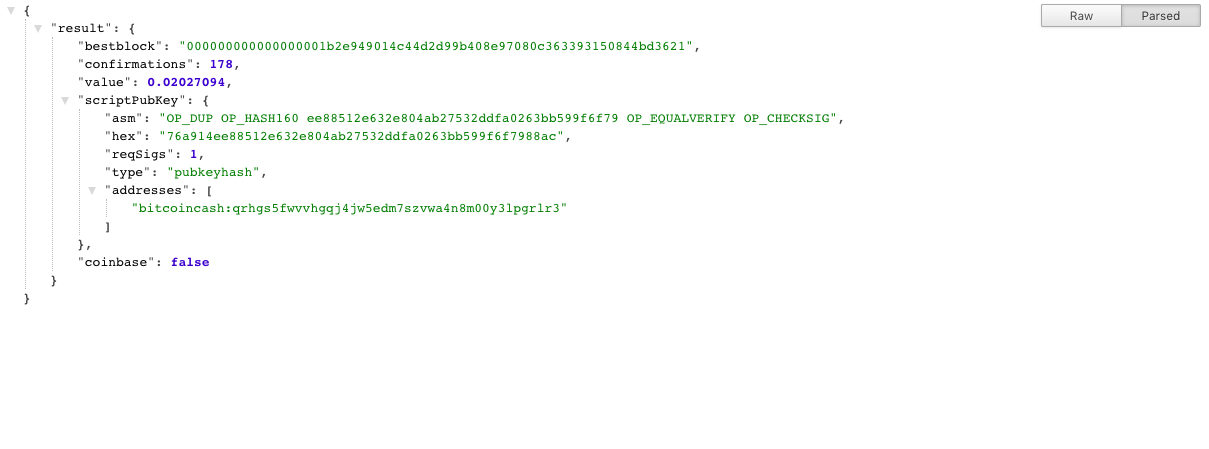 {
Raw
Parsed
"result": {
"bestblock": "000000000000000001b2e949014c44d2d99b408e97080c363393150844bd3621",
"confirmations": 178,
"value": 0.02027094,
"scriptPubKey": {
"asm": "OP_DUP OP_HASH160 ee88512e632e804ab27532ddfa0263bb599f6f79 OP_EQUALVERIFY OP_CHECKSIG",
"hex": "76a914ee88512e632e804ab27532ddfa0263bb599f6f7988ac",
"reqSigs": 1,
"type": "pubkeyhash",
"addresses": [
"bitcoincash:qrhgs5fwvvhgqj4jw5edm7szvwa4n8m00y3lpgrlr3"
]
},
"coinbase": false
}
}